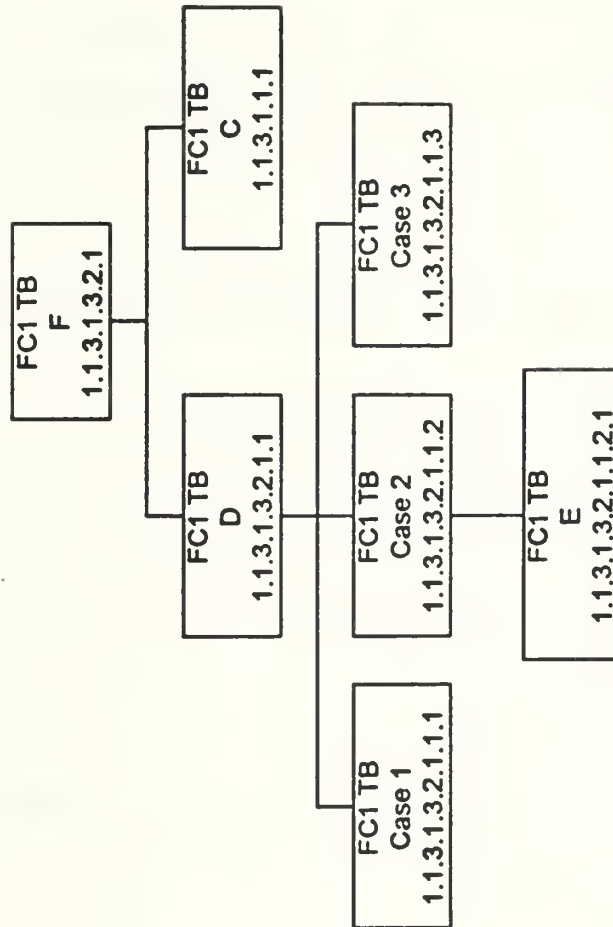 FC1 TB
F
1.1.3.1.3.2.1
FC1 TB
D
1.1.3.1.3.2.1.1
FC1 TB
C
1.1.3.1.1.1
FC1 TB
Case 1
1.1.3.1.3.2.1.1.1
FC1 TB
Case 2
1.1.3.1.3.2.1.1.2
FC1 TB
Case 3
1.1.3.1.3.2.1.1.3
FC1 TB
E
1.1.3.1.3.2.1.1.2.1